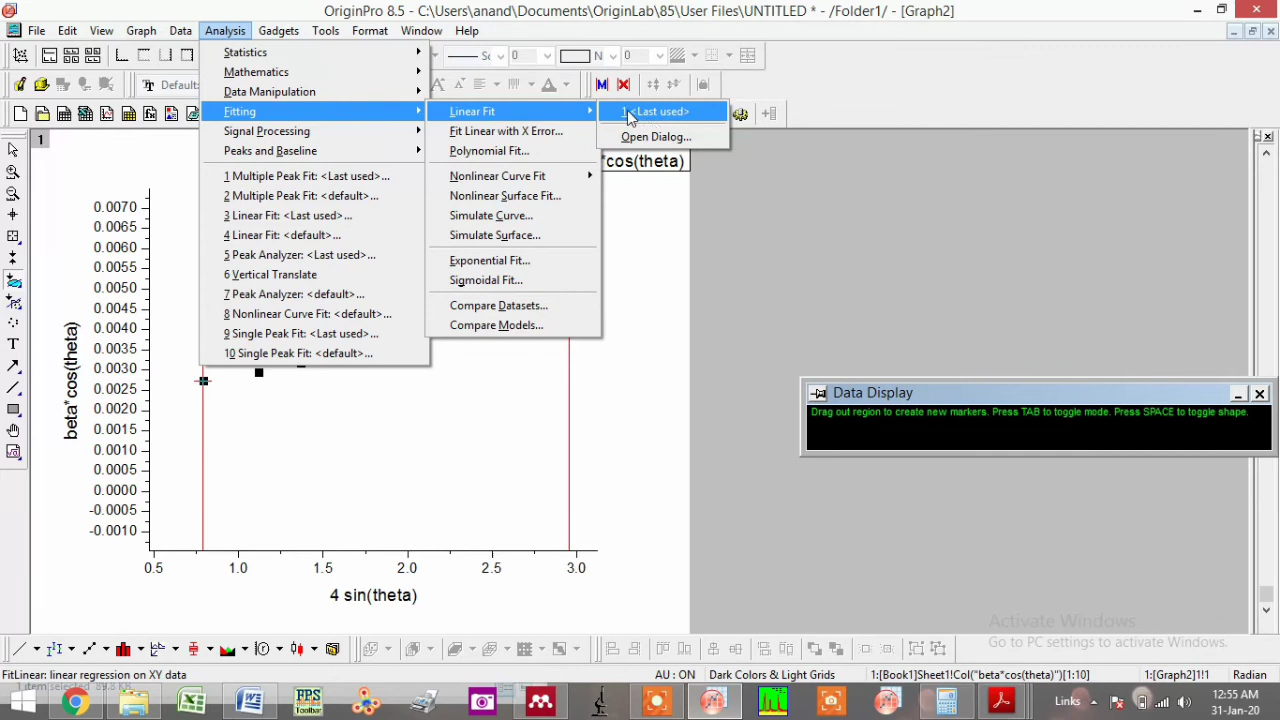 OriginPro 8.5 - C:\Users\anand\Documents\OriginLab\85\User Files\UNTITLED * - /Folder1/ - [Graph2]
File Edit View Graph Data Analysis Gadgets Tools Format Window Help
Statistics
Mathematics
Data Manipulation
Fitting
Signal Processing
Peaks and Baseline
1 Multiple Peak Fit: <Last used>...
2 Multiple Peak Fit: <default>...
3 Linear Fit: <Last used>...
4 Linear Fit: <default>...
5 Peak Analyzer: <Last used>...
6 Vertical Translate
7 Peak Analyzer: <default>...
8 Nonlinear Curve Fit: <default>...
9 Single Peak Fit: <Last used>...
10 Single Peak Fit: <default>...
Linear Fit
Fit Linear with X Error...
Polynomial Fit...
Nonlinear Curve Fit
Nonlinear Surface Fit...
Simulate Curve...
Simulate Surface...
Exponential Fit...
Sigmoidal Fit...
Compare Datasets...
Compare Models...
1 <Last used>
Open Dialog...
Default:
0
N
0
1
*cos(theta)
0.0070
0.0065
0.0060
0.0055
0.0050
0.0045
0.0040
0.0035
0.0030
0.0025
0.0020
0.0015
0.0010
0.0005
0.0000
-0.0005
-0.0010
beta*cos(theta)
0.5 1.0 1.5 2.0 2.5 3.0
4 sin(theta)
Data Display
Drag out region to create new markers. Press TAB to toggle mode. Press SPACE to toggle shape.
Activate Windows
Go to PC settings to activate Windows.
FitLinear: linear regression on XY data
AU : ON Dark Colors & Light Grids 1:[Book1]Sheet1!Col("beta*cos(theta)")[1:10] 1:[Graph2]1!1 Radian
FPS
Toolbar
Links
12:55 AM
31-Jan-20